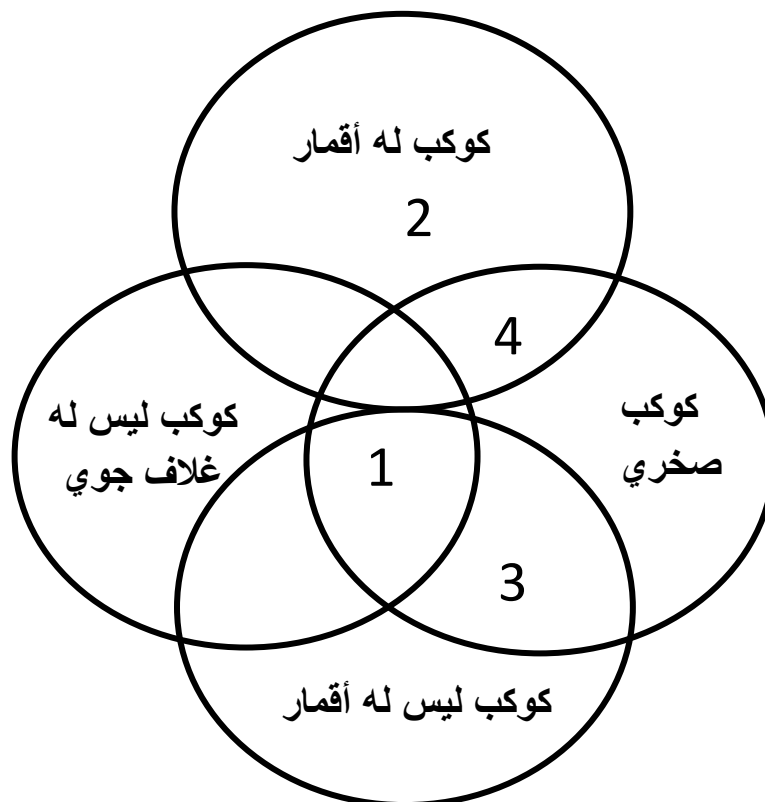 كوكب له أقمار
2
4
كوكب ليس له
غلاف جوي
كوكب
صخري
1
3
كوكب ليس له أقمار